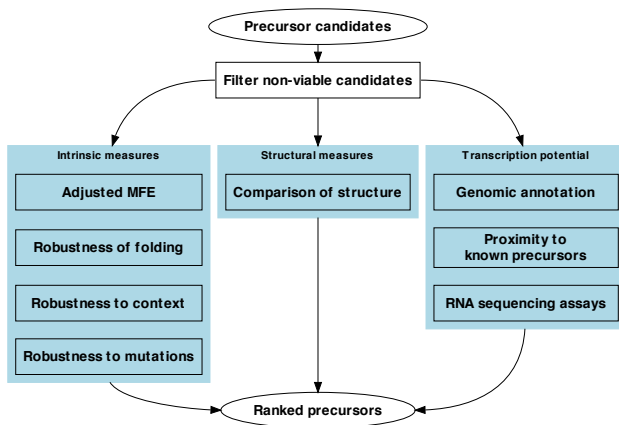 Precursor candidates
Filter non-viable candidates
Intrinsic measures
Adjusted MFE
Robustness of folding
Robustness to context
Robustness to mutations
Structural measures
Comparison of structure
Transcription potential
Genomic annotation
Proximity to
known precursors
RNA sequencing assays
Ranked precursors